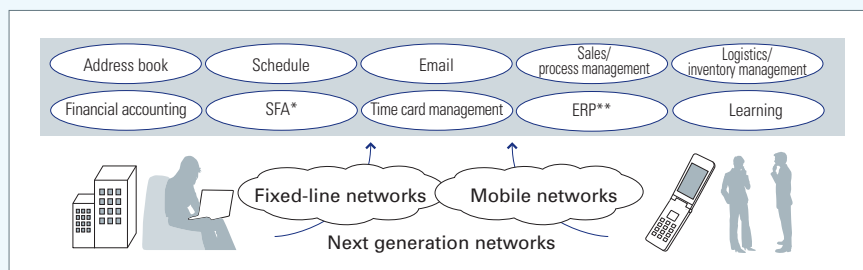 Address book
Schedule
Email
Sales/
process management
Logistics/
inventory management
Financial accounting
SFA*
Time card management
ERP**
Learning
Fixed-line networks
Mobile networks
Next generation networks